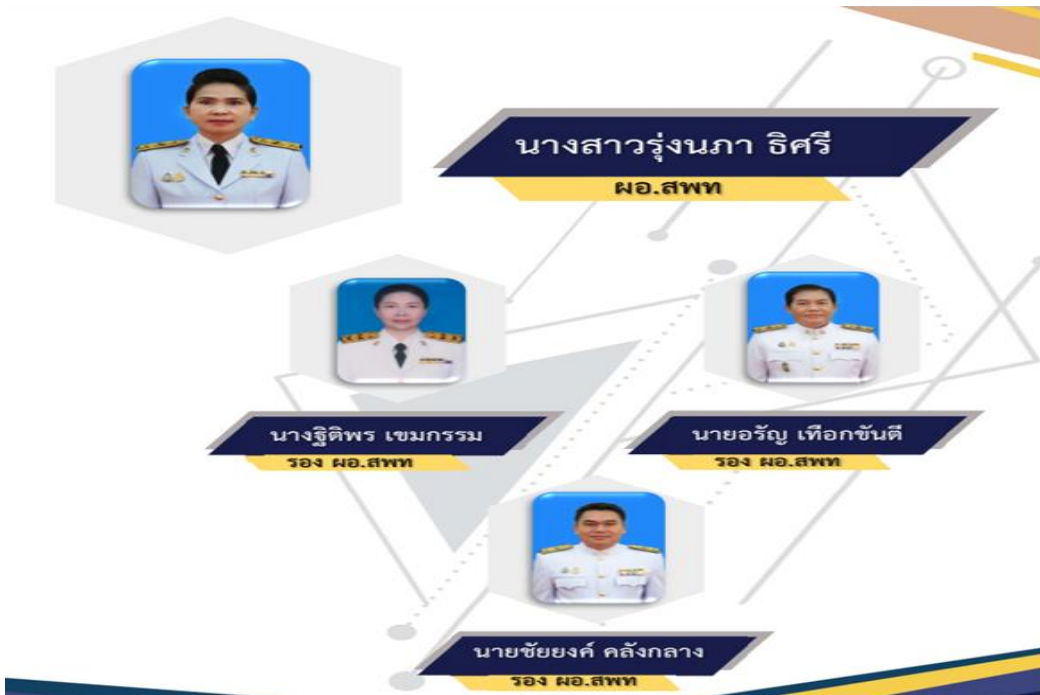 นางสาวรุ่งนภา ธิศรี
ผอ.สพท
นางฐิติพร เขมกรรม
รอง ผอ.สพท
นายอรัญ เทือกขันตี
รอง ผอ.สพท
นายชัยยงค์ คลังกลาง
รอง ผอ.สพท